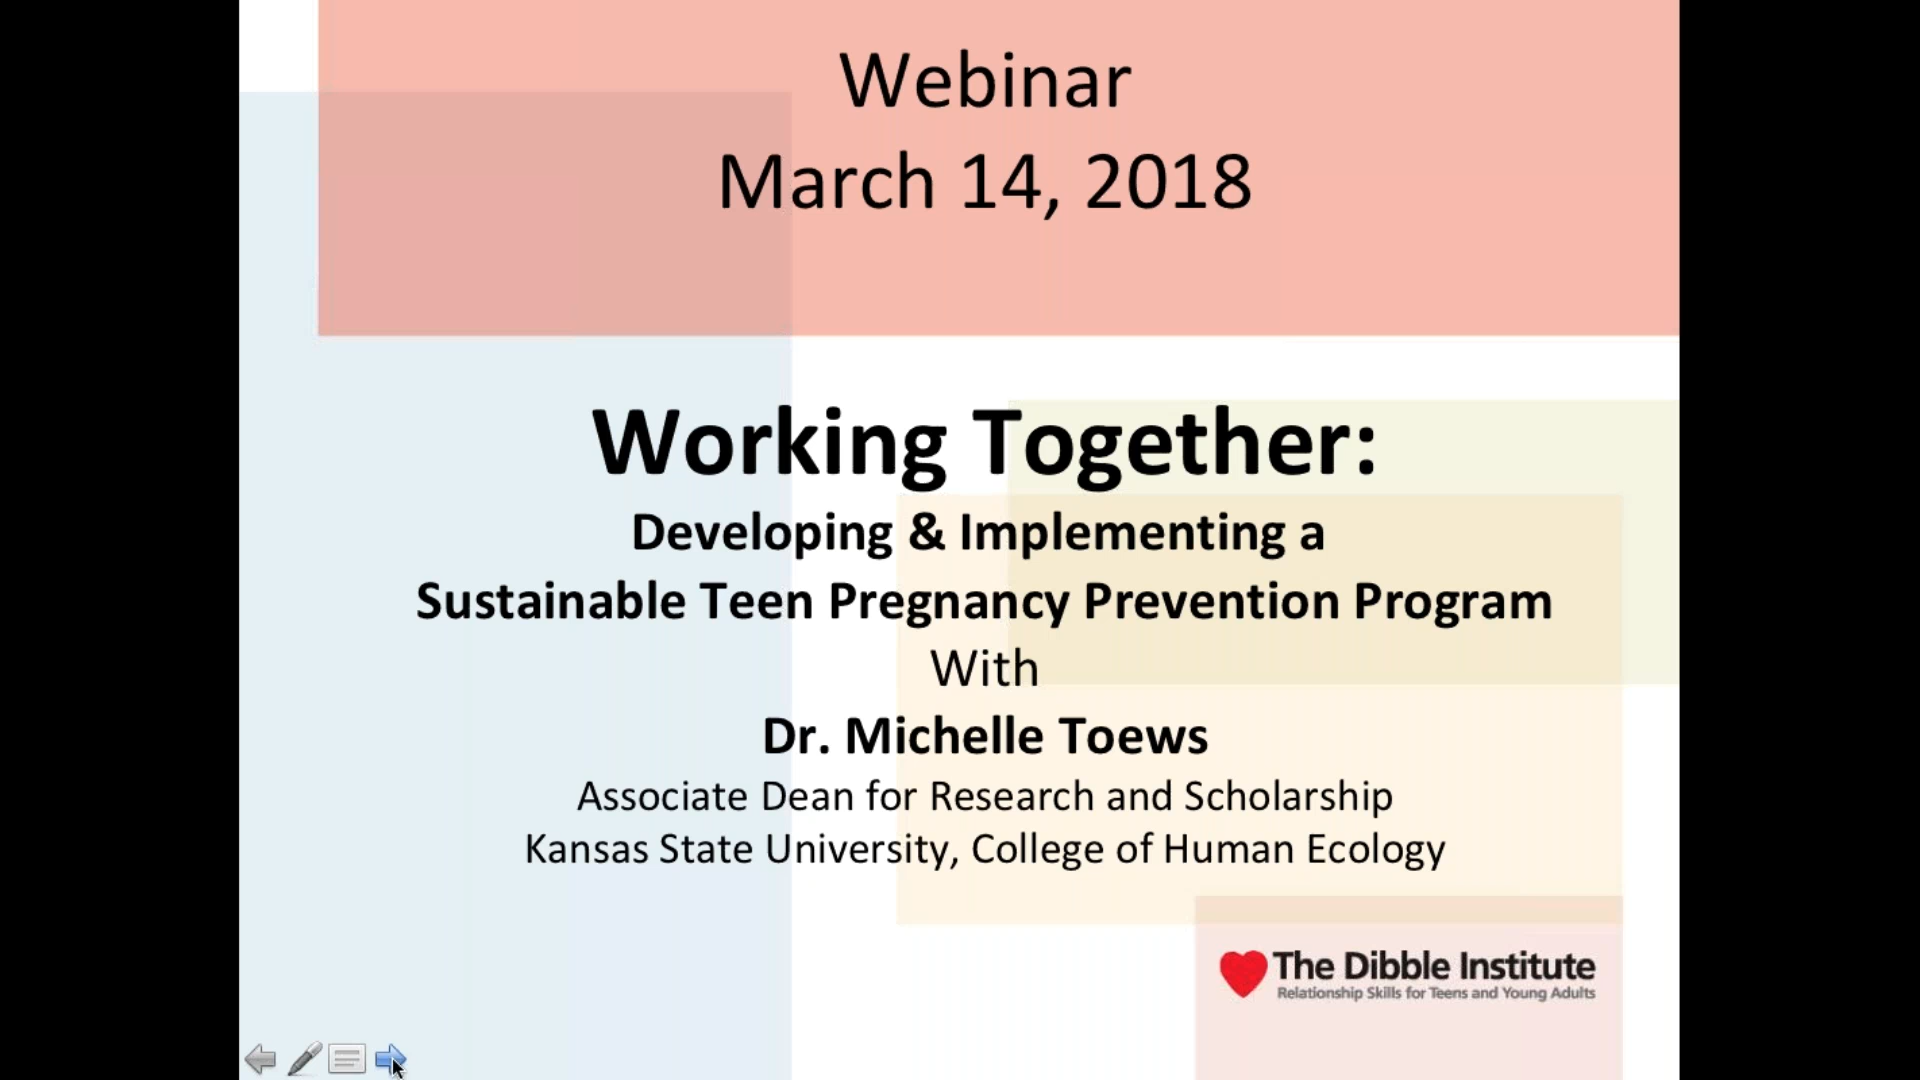 Webinar
March 14, 2018
Working Together:
Developing & Implementing a
Sustainable Teen Pregnancy Prevention Program
With
Dr. Michelle Toews
Associate Dean for Research and Scholarship
Kansas State University, College of Human Ecology
The Dibble Institute
Relationship Skills for Teens and Young Adults